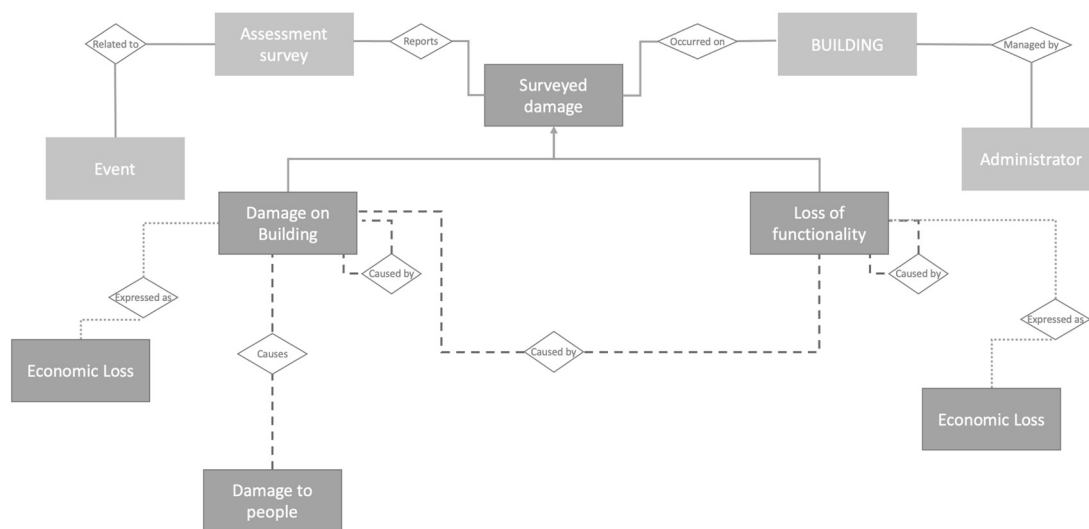 Related to
Assessment
survey
Reports
Occurred on
BUILDING
Managed by
Surveyed
damage
Event
Administrator
Damage on
Building
Loss of
functionality
Caused by
Caused by
Expressed as
Expressed as
Causes
Caused by
Economic Loss
Economic Loss
Damage to
people